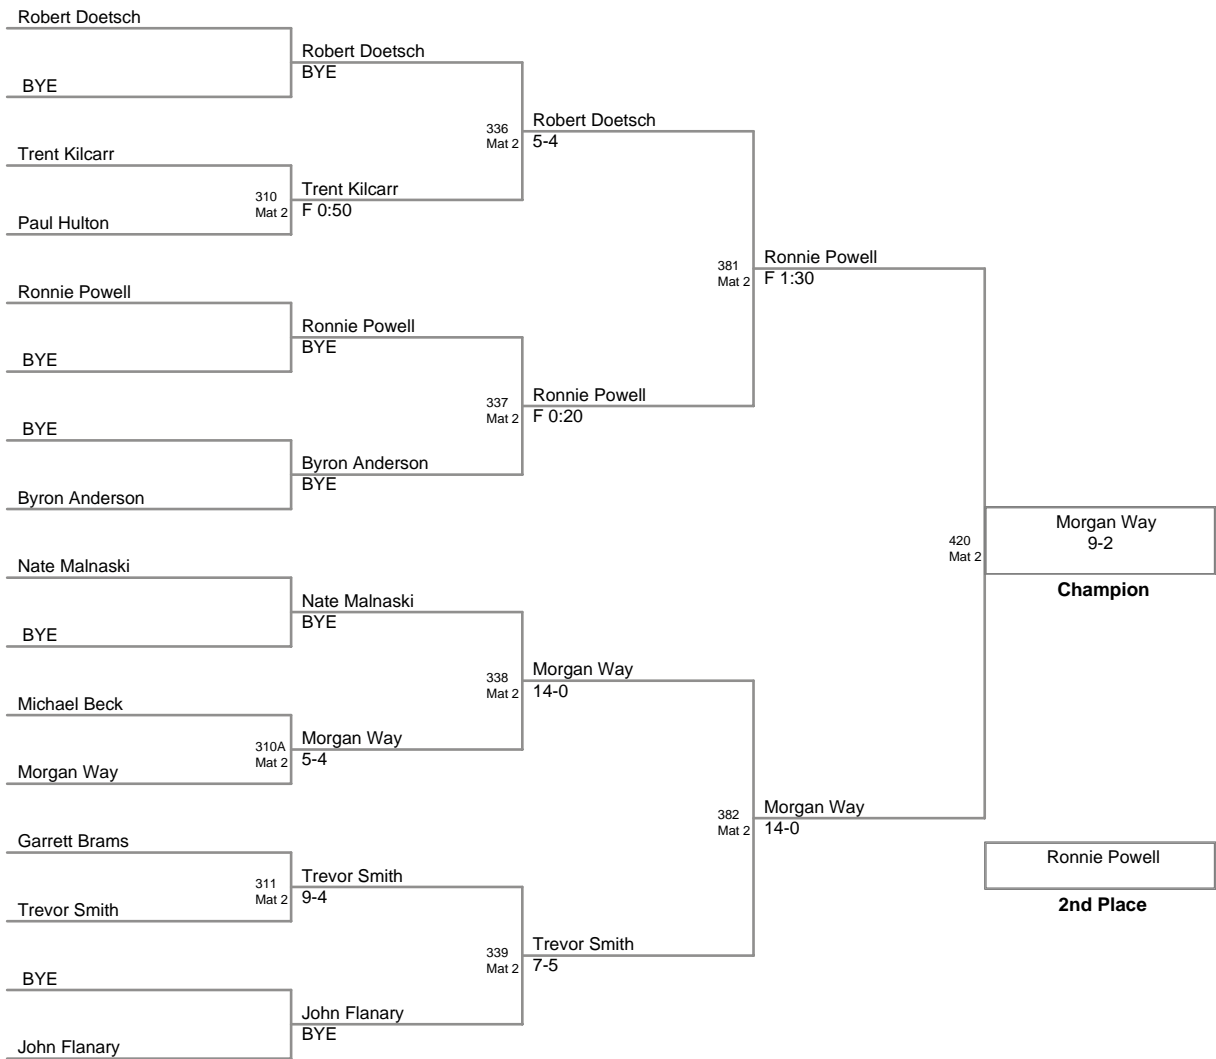 Robert Doetsch
BYE
Trent Kilcarr
Paul Hulton
Ronnie Powell
BYE
BYE
Byron Anderson
Nate Malnaski
BYE
Michael Beck
Morgan Way
Garrett Brams
Trevor Smith
BYE
John Flanary
Robert Doetsch
BYE
310
Mat 2
Trent Kilcarr
F 0:50
Ronnie Powell
BYE
Byron Anderson
BYE
Nate Malnaski
BYE
310A
Mat 2
Morgan Way
5-4
311
Mat 2
Trevor Smith
9-4
John Flanary
BYE
336
Mat 2
Robert Doetsch
5-4
337
Mat 2
Ronnie Powell
F 0:20
338
Mat 2
Morgan Way
14-0
339
Mat 2
Trevor Smith
7-5
381
Mat 2
Ronnie Powell
F 1:30
382
Mat 2
Morgan Way
14-0
420
Mat 2
Morgan Way
9-2
Champion
Ronnie Powell
2nd Place